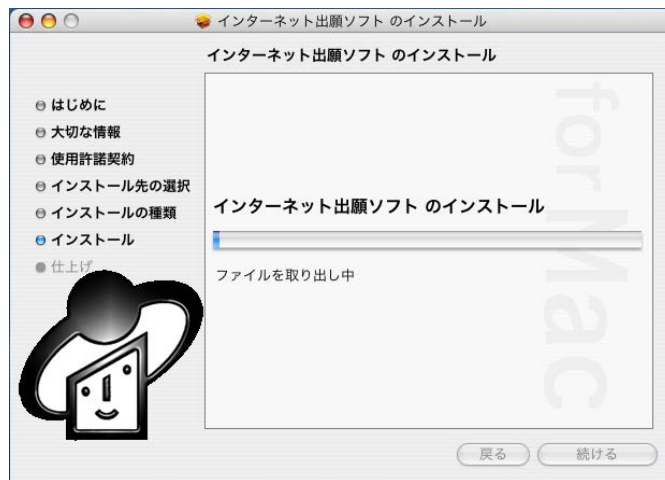 インターネット出願ソフト のインストール
インターネット出願ソフト のインストール
はじめに
大切な情報
使用許諾契約
インストール先の選択
インストールの種類
インストール
仕上げ
インターネット出願ソフト のインストール
ファイルを取り出し中
for Mac
戻る
続ける